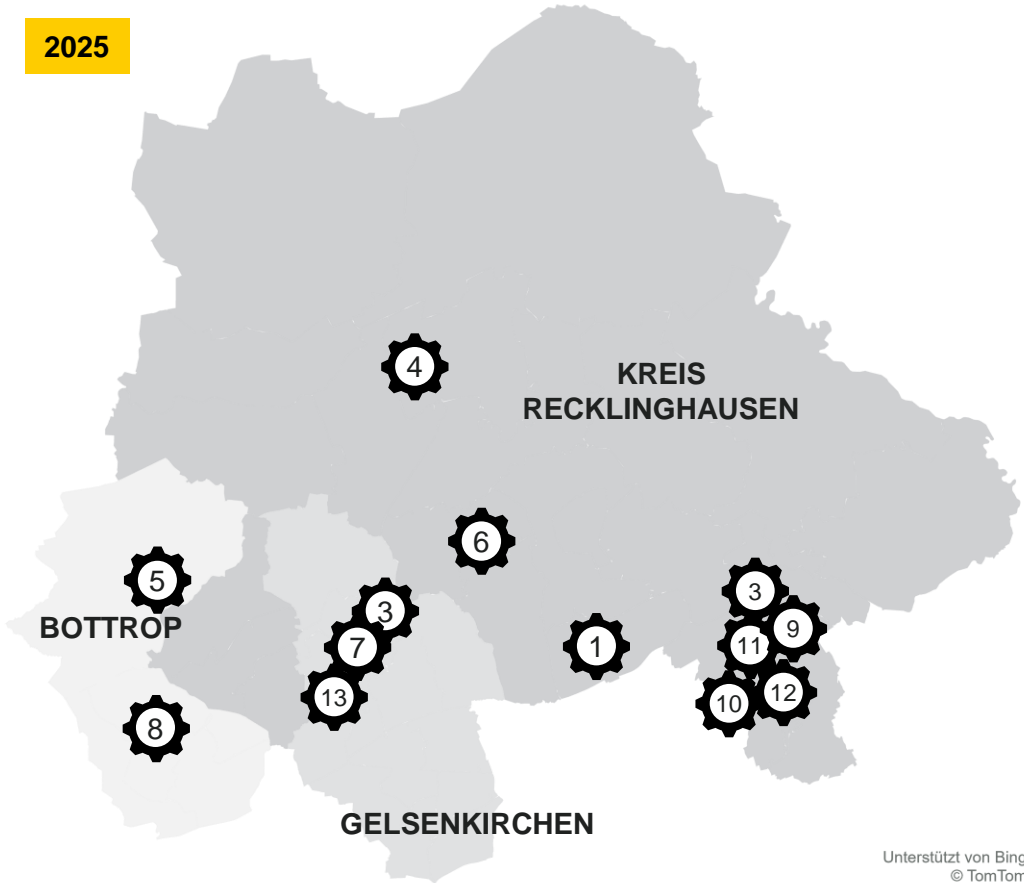 2025
4
KREIS
RECKLINGHAUSEN
6
5
3
3
BOTTROP
9
7
1
11
13
12
10
8
GELSENKIRCHEN
Unterstützt von Bing
© TomTom